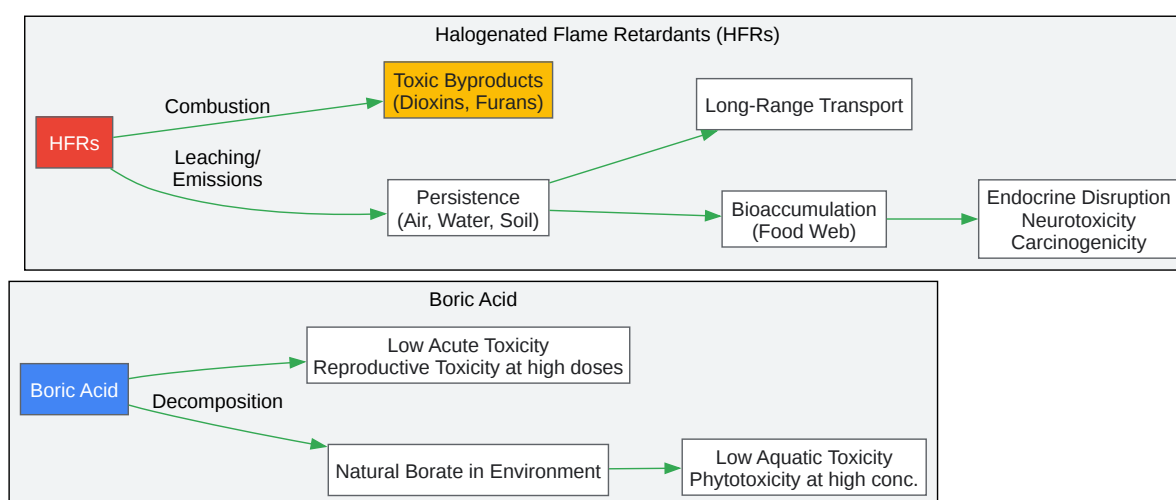 Halogenated Flame Retardants (HFRs)
HFRs
Combustion
Leaching/
Emissions
Toxic Byproducts
(Dioxins, Furans)
Persistence
(Air, Water, Soil)
Long-Range Transport
Bioaccumulation
(Food Web)
Endocrine Disruption
Neurotoxicity
Carcinogenicity
Boric Acid
Boric Acid
Decomposition
Low Acute Toxicity
Reproductive Toxicity at high doses
Natural Borate in Environment
Low Aquatic Toxicity
Phytotoxicity at high conc.